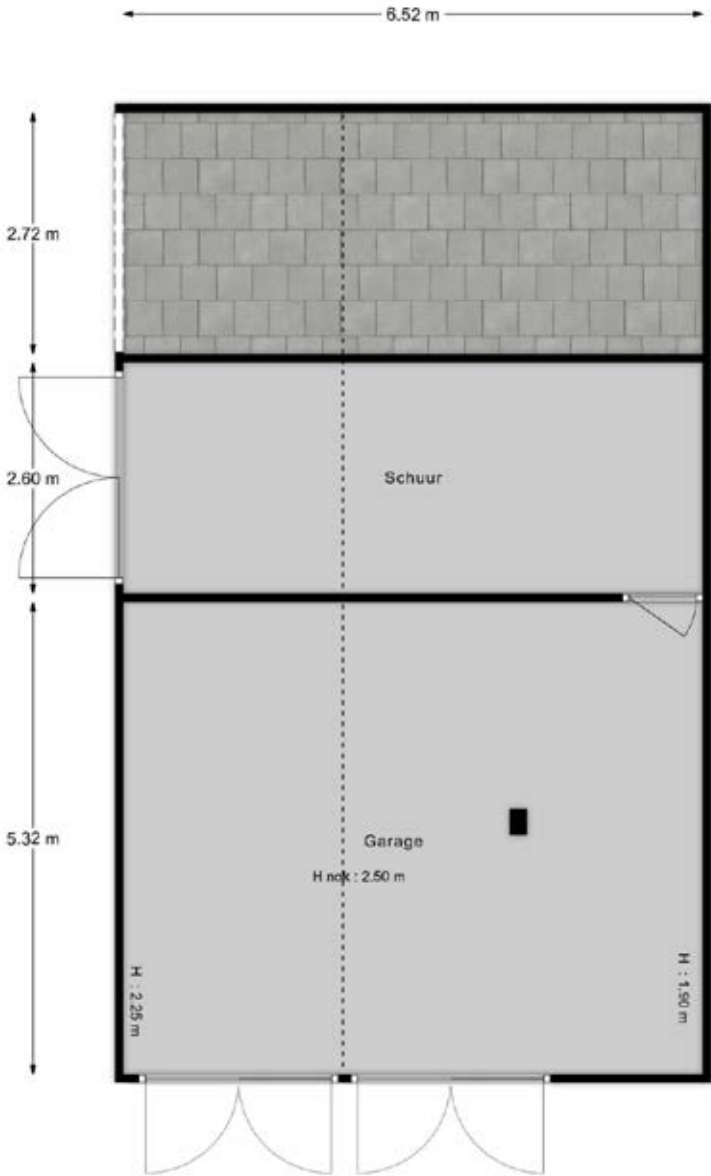 6.52 m
2.72 m
2.60 m
Schuur
5.32 m
Garage
H nok : 2.50 m
H : 2.25 m
H : 1.90 m